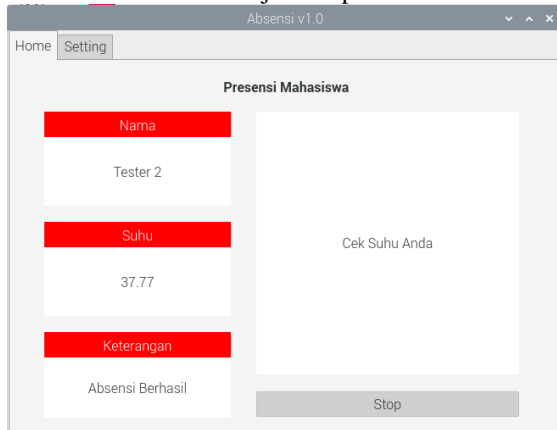 Absensi v1.0
Home Setting
Presensi Mahasiswa
Nama
Tester 2
Suhu
37.77
Keterangan
Absensi Berhasil
Cek Suhu Anda
Stop